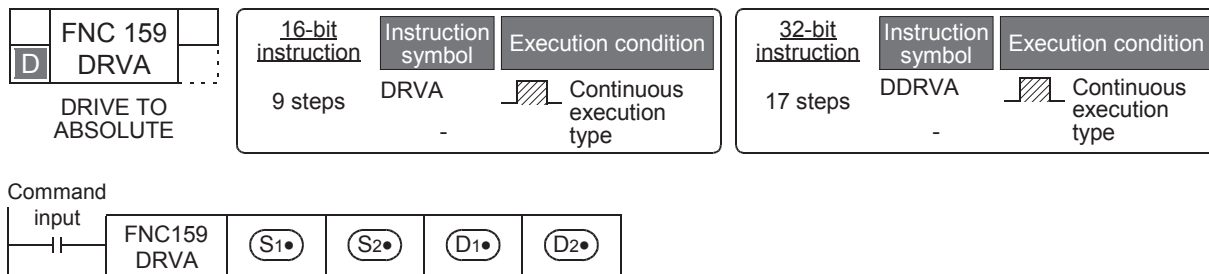 FNC 159
D DRVA
DRIVE TO
ABSOLUTE
16-bit
instruction
Instruction
symbol
Execution condition
9 steps
DRVA
Continuous
execution
type
-
32-bit
instruction
Instruction
symbol
Execution condition
17 steps
DDRVA
Continuous
execution
type
-
Command
input
FNC159
DRVA
S1• S2• D1• D2•